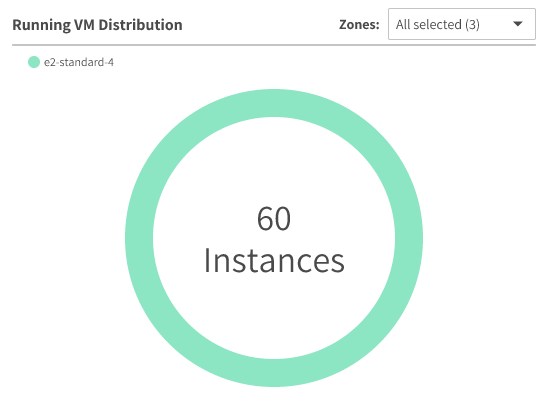 Running VM Distribution
Zones: All selected (3)
e2-standard-4
60
Instances